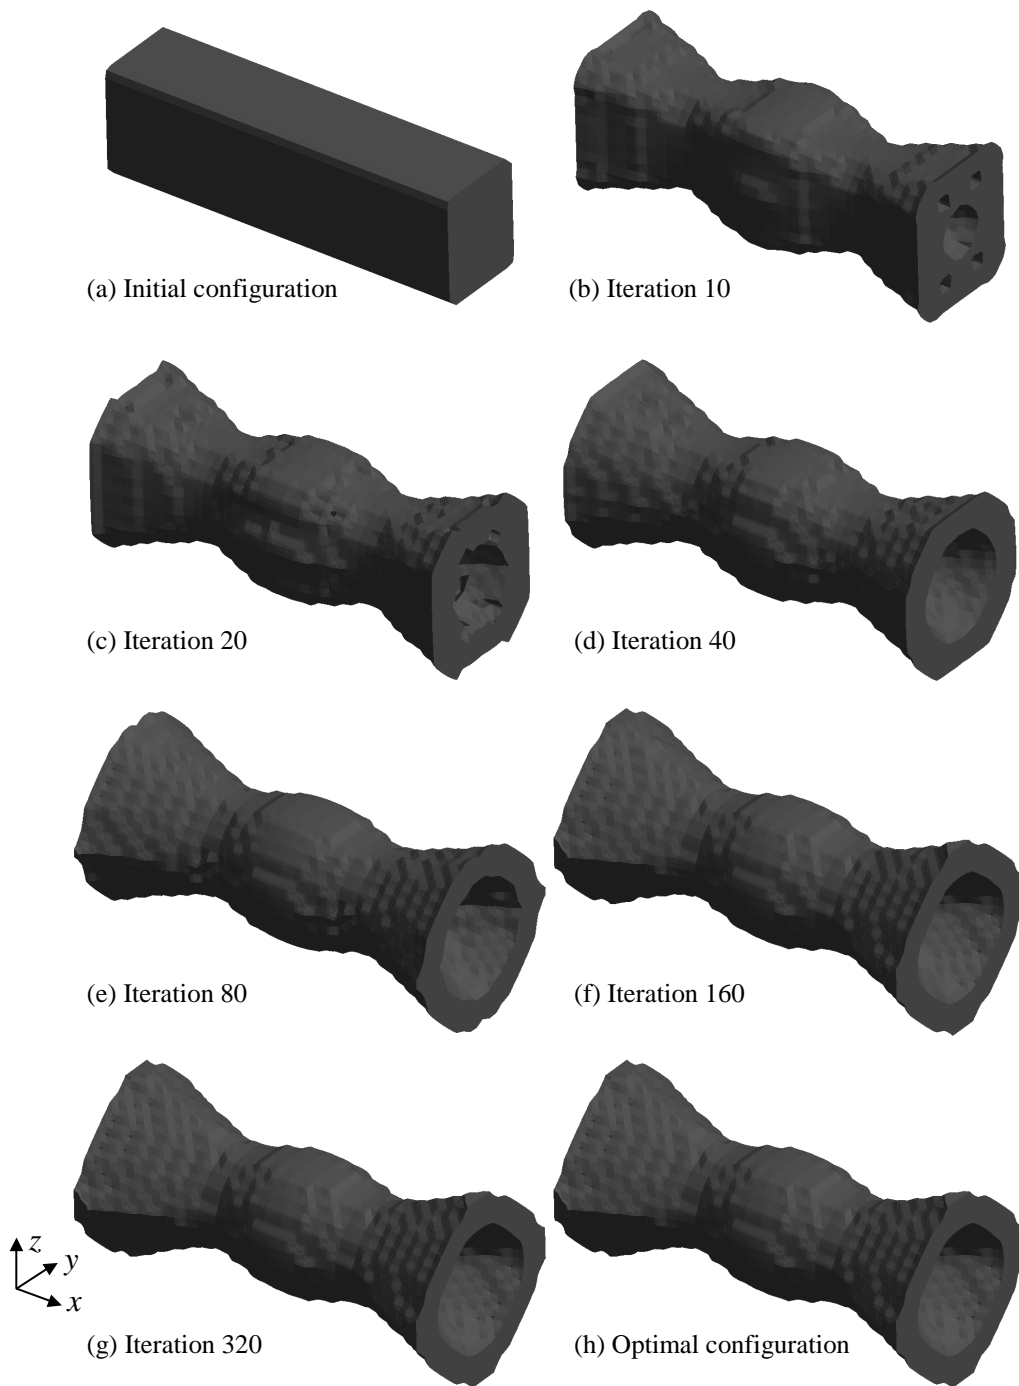 (a) Initial configuration
(b) Iteration 10
(c) Iteration 20
(d) Iteration 40
(e) Iteration 80
(f) Iteration 160
z
y
x
(g) Iteration 320
(h) Optimal configuration